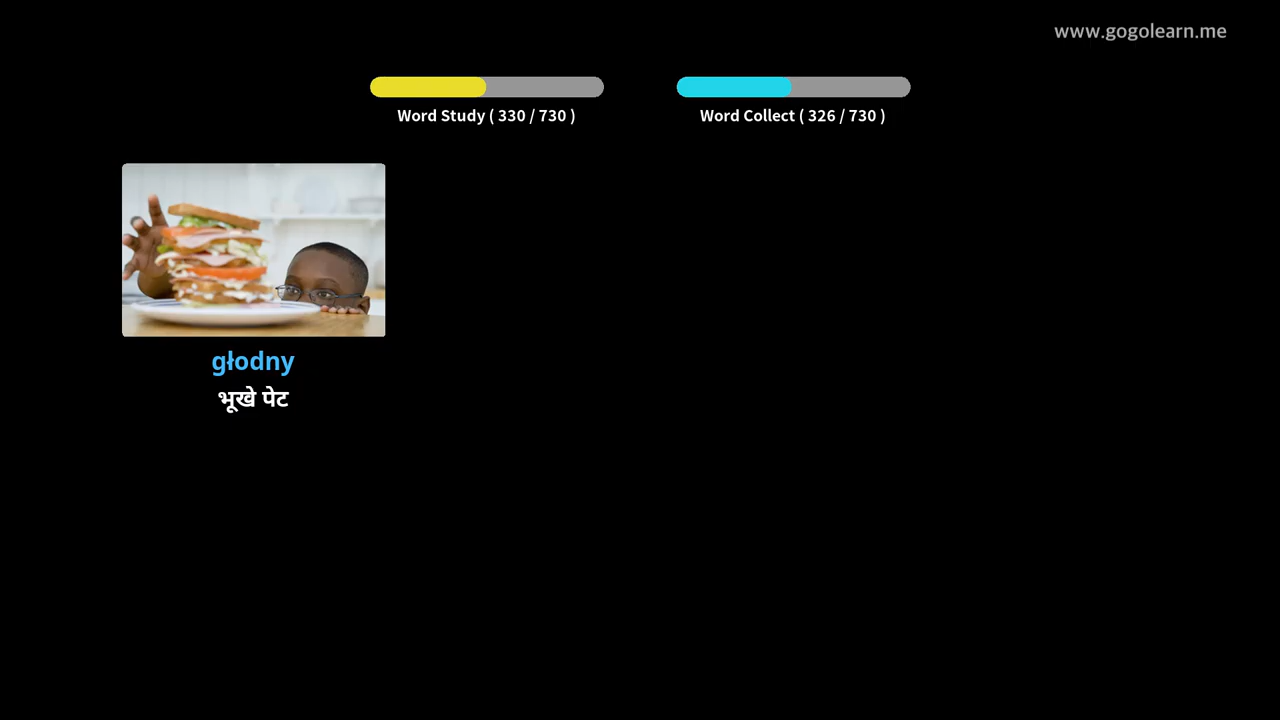 www.gogolearn.me
Word Study ( 330 / 730 )
Word Collect ( 326 / 730 )
głodny
भूखे पेट